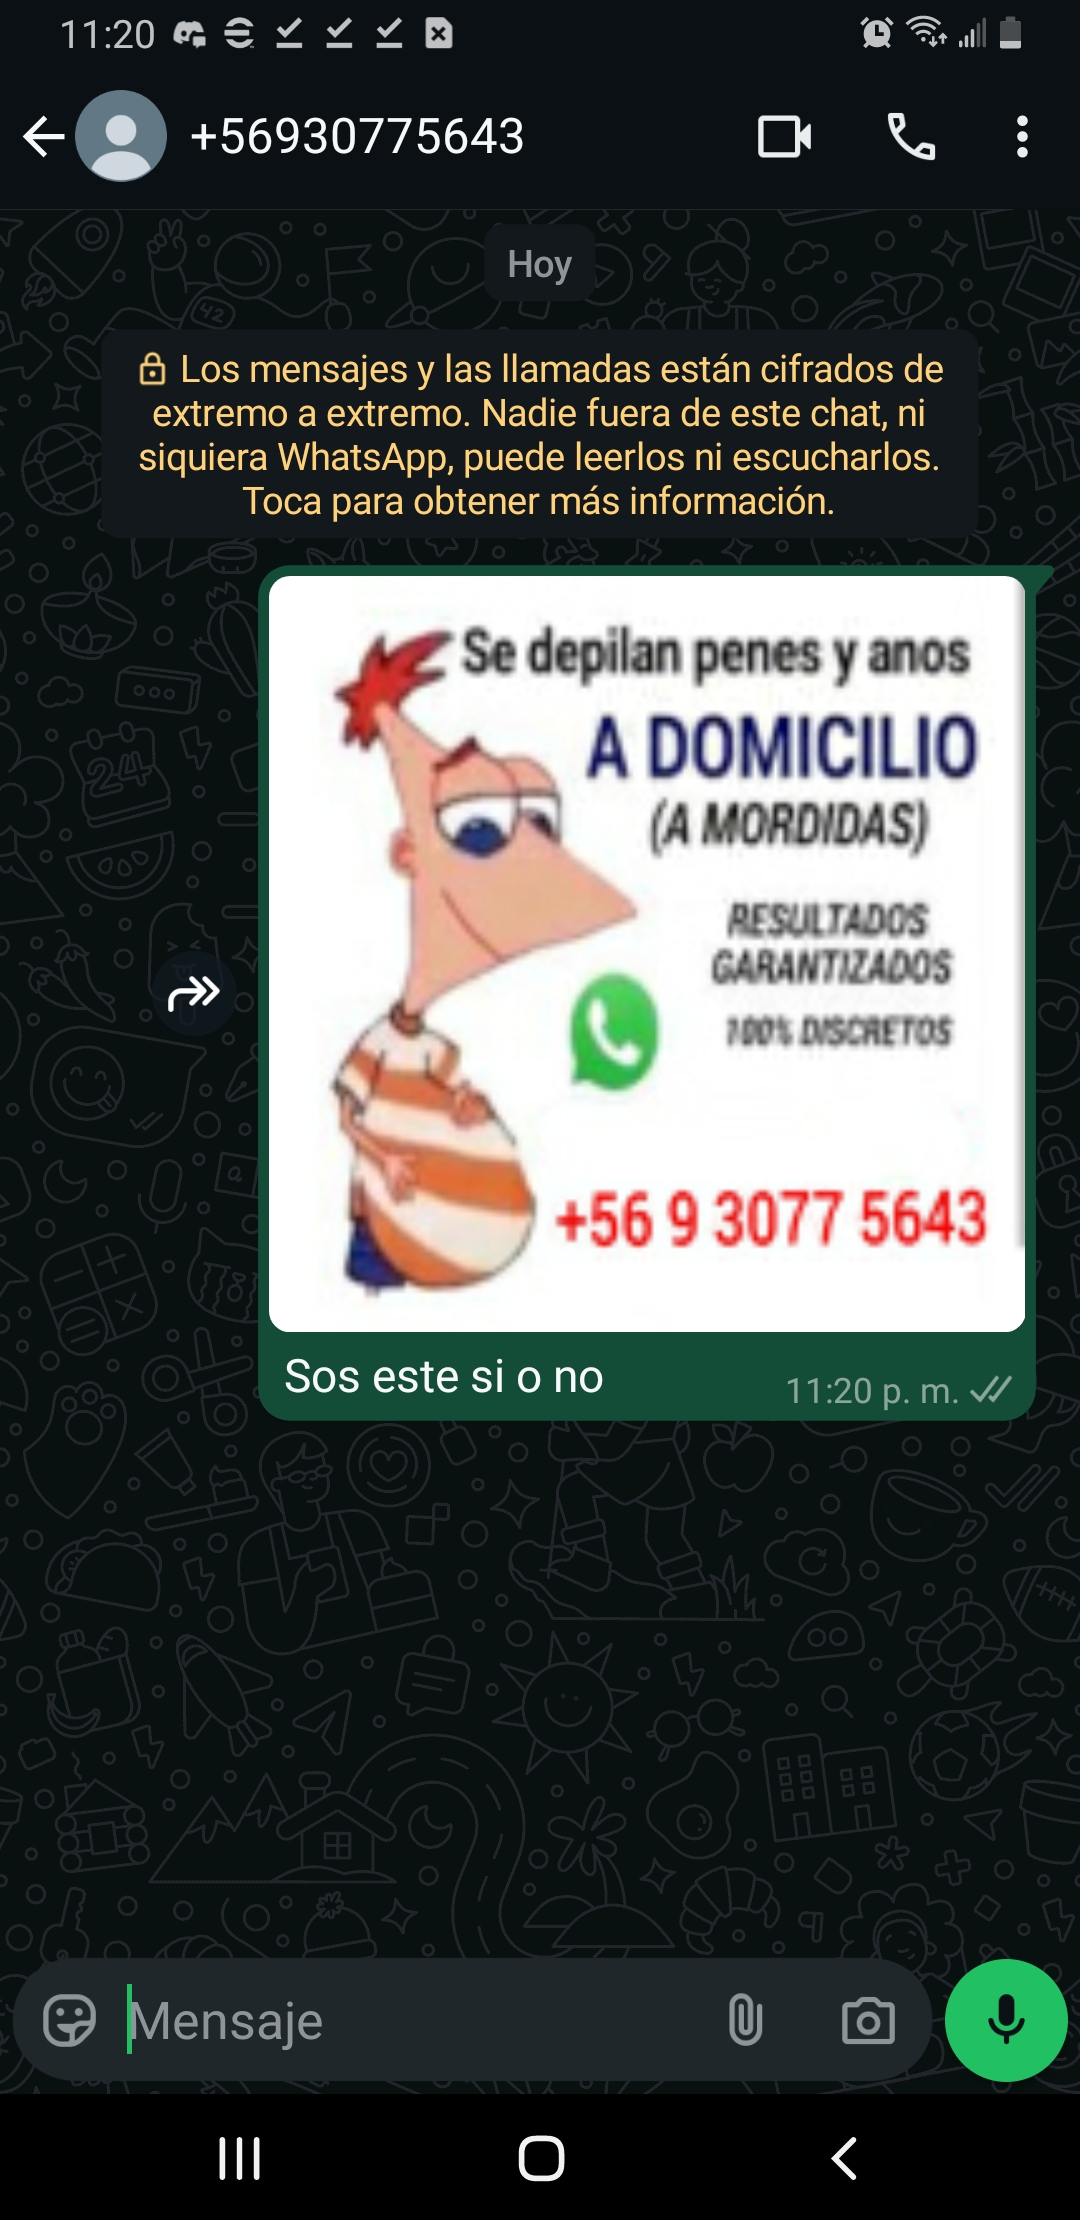 11:20
+56930775643
Hoy
Los mensajes y las llamadas están cifrados de
extremo a extremo. Nadie fuera de este chat, ni
siquiera WhatsApp, puede leerlos ni escucharlos.
Toca para obtener más información.
Se depilan penes y anos
A DOMICILIO
(A MORDIDAS)
RESULTADOS
GARANTIZADOS
100% DISCRETOS
+56 9 3077 5643
Sos este si o no
11:20 p. m.
Mensaje